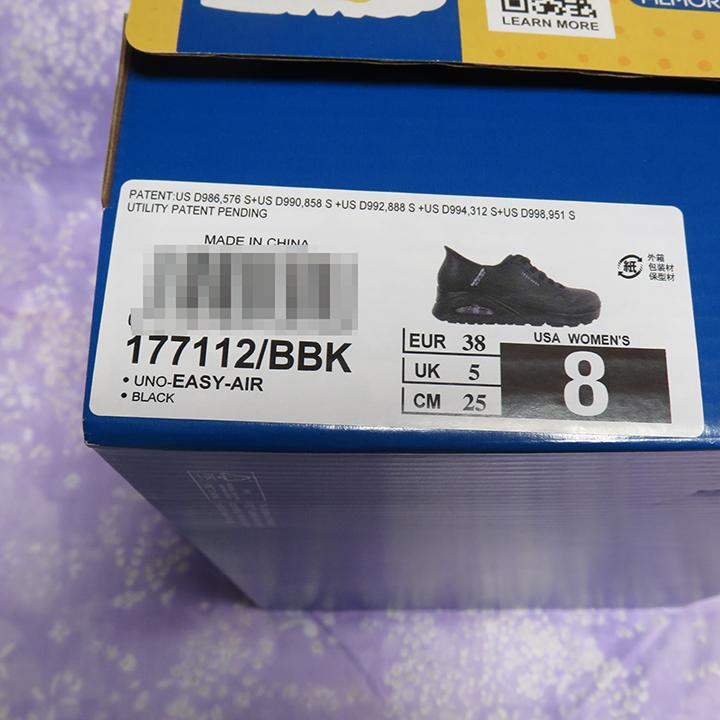 LEARN MORE
PATENT:US D986,576 S+US D990,858 S +US D992,888 S +US D994,312 S+US D998,951 S
UTILITY PATENT PENDING
MADE IN CHINA
177112/BBK
• UNO-EASY-AIR
• BLACK
紙
外箱
包装材
保型材
EUR 38
UK 5
CM 25
USA WOMEN'S
8